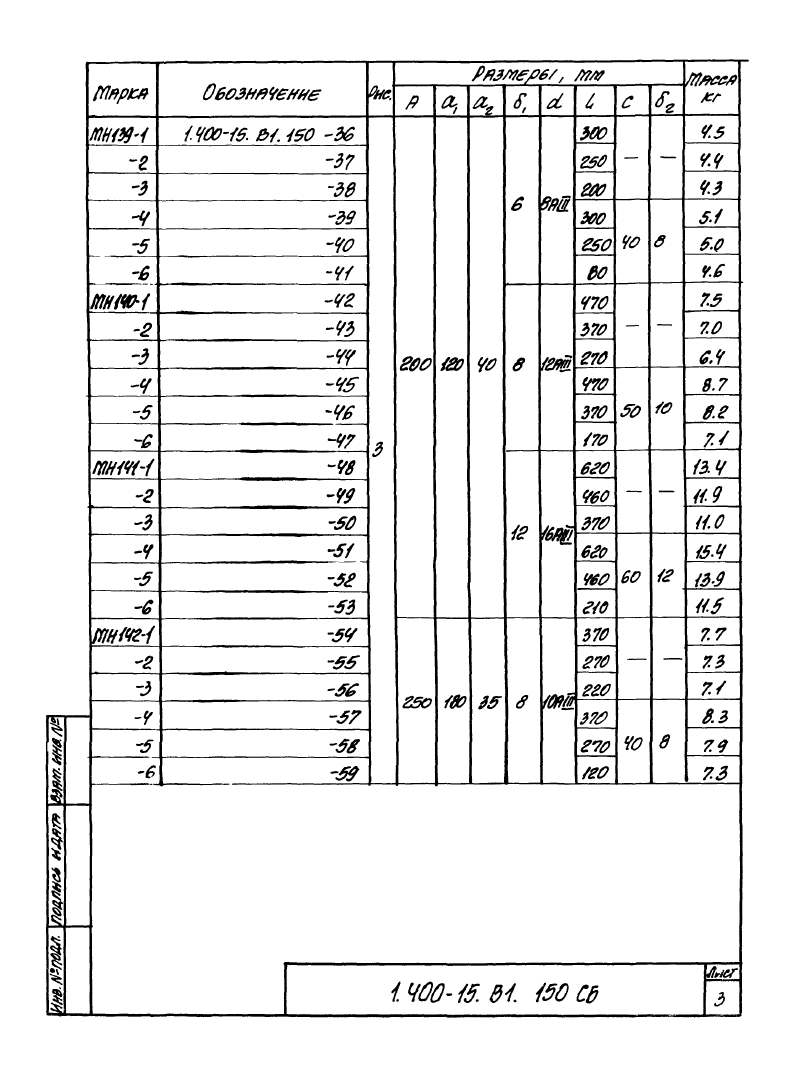 Марка Обозначение Рис. Размеры, мм Масса кг
А а₁ а₂ δ₁ d L с δ₂
МН139-1 1.400-15. В1. 150 -36 300 4.5
-2 -37 250 — — 4.4
-3 -38 200 4.3
-4 -39 6 8АIII 300 5.1
-5 -40 250 40 8 5.0
-6 -41 80 4.6
МН140-1 -42 470 7.5
-2 -43 370 — — 7.0
-3 -44 200 120 40 8 12АIII 270 6.4
-4 -45 470 8.7
-5 -46 370 50 10 8.2
-6 -47 3 170 7.1
МН141-1 -48 620 13.4
-2 -49 460 — — 11.9
-3 -50 12 16АIII 370 11.0
-4 -51 620 15.4
-5 -52 460 60 12 13.9
-6 -53 210 11.5
МН142-1 -54 370 7.7
-2 -55 270 — — 7.3
-3 -56 250 180 35 8 10АIII 220 7.1
-4 -57 370 8.3
-5 -58 270 40 8 7.9
-6 -59 120 7.3
Взам. инв. №
Подпись и дата
Инв. № подл.
1.400-15. В1. 150 СБ
Лист
3